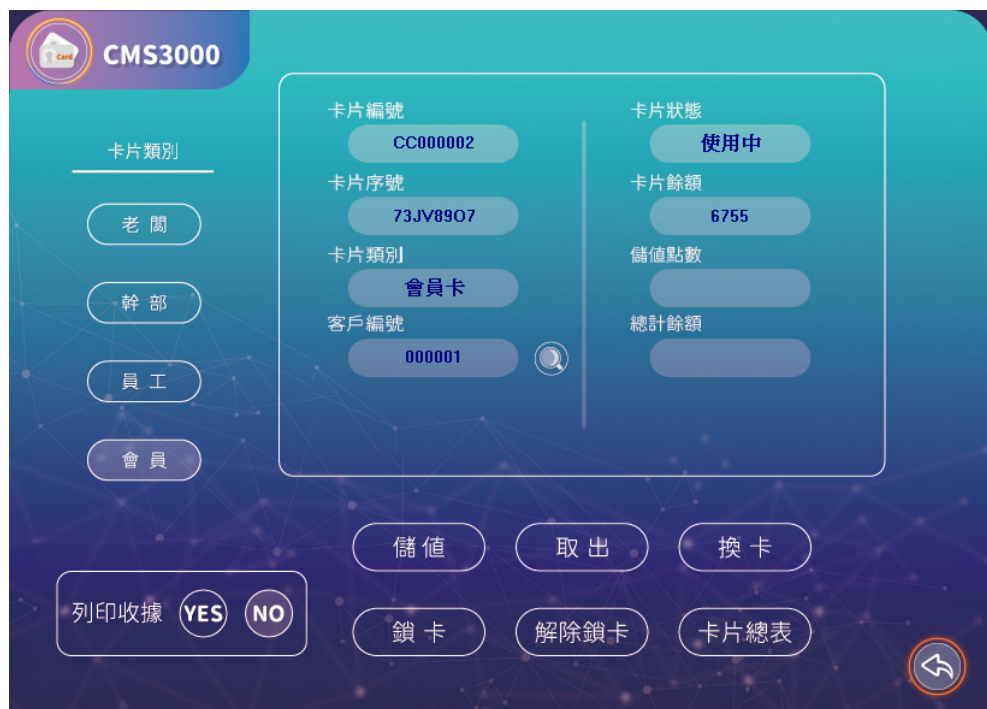 Card
CMS3000
卡片類別
老闆
幹部
員工
會員
卡片編號
CC000002
卡片序號
73JV89O7
卡片類別
會員卡
客戶編號
000001
卡片狀態
使用中
卡片餘額
6755
儲值點數
總計餘額
儲值
取出
換卡
列印收據 YES NO
鎖卡
解除鎖卡
卡片總表